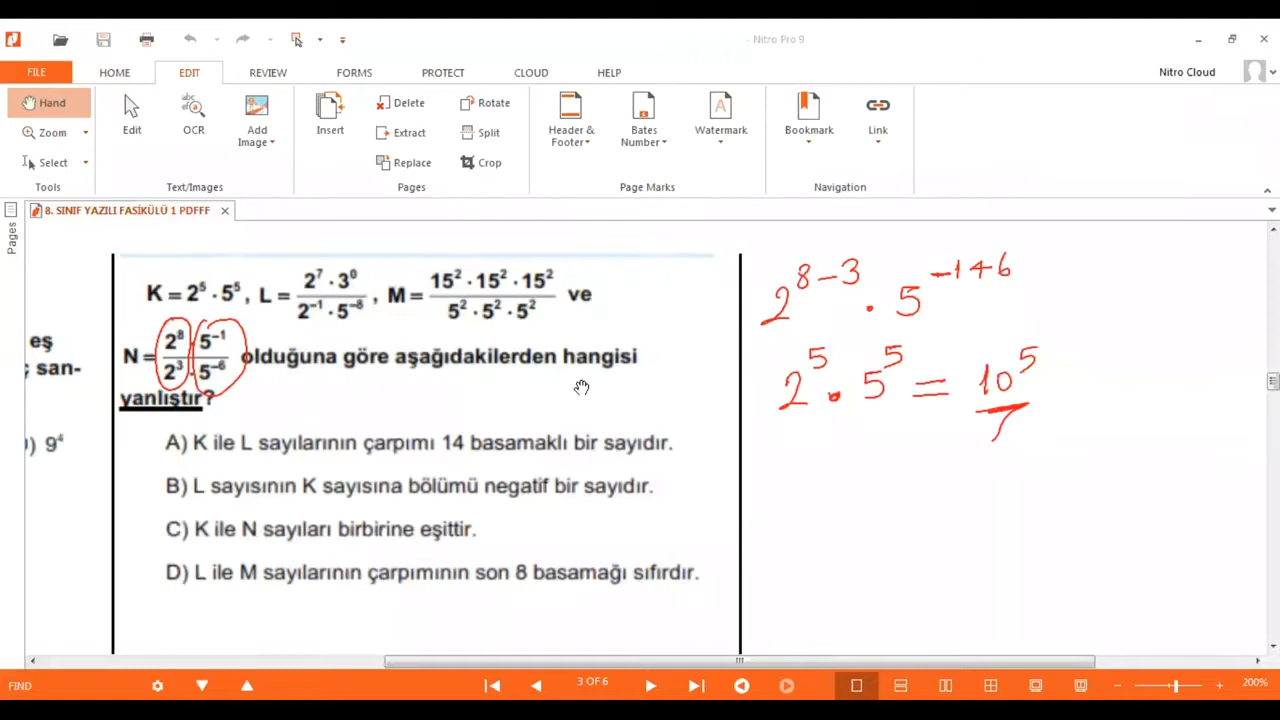 Nitro Pro 9
FILE HOME EDIT REVIEW FORMS PROTECT CLOUD HELP Nitro Cloud
Hand Zoom Select
Tools
Edit OCR Add Image
Text/Images
Insert Delete Extract Replace Rotate Split Crop
Pages
Header & Footer Bates Number Watermark
Page Marks
Bookmark Link
Navigation
8. SINIF YAZILI FASİKÜLÜ 1 PDFFF
Pages
eş
ç san-
) 9⁴
K = 2⁵ · 5⁵, L = (2⁷ · 3⁰)/(2⁻¹ · 5⁻⁸), M = (15² · 15² · 15²)/(5² · 5² · 5²) ve
N = 2⁸/2³ · 5⁻¹/5⁻⁶ olduğuna göre aşağıdakilerden hangisi
yanlıştır?
A) K ile L sayılarının çarpımı 14 basamaklı bir sayıdır.
B) L sayısının K sayısına bölümü negatif bir sayıdır.
C) K ile N sayıları birbirine eşittir.
D) L ile M sayılarının çarpımının son 8 basamağı sıfırdır.
2⁸⁻³ · 5⁻¹⁺⁶
2⁵ · 5⁵ = 10⁵
FIND 3 OF 6 200%